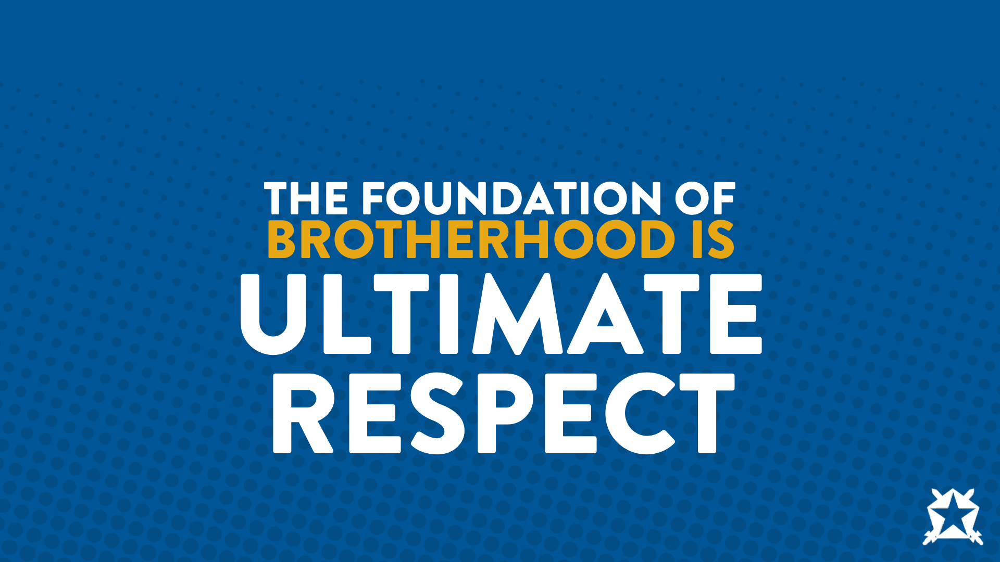 THE FOUNDATION OF
BROTHERHOOD IS
ULTIMATE
RESPECT